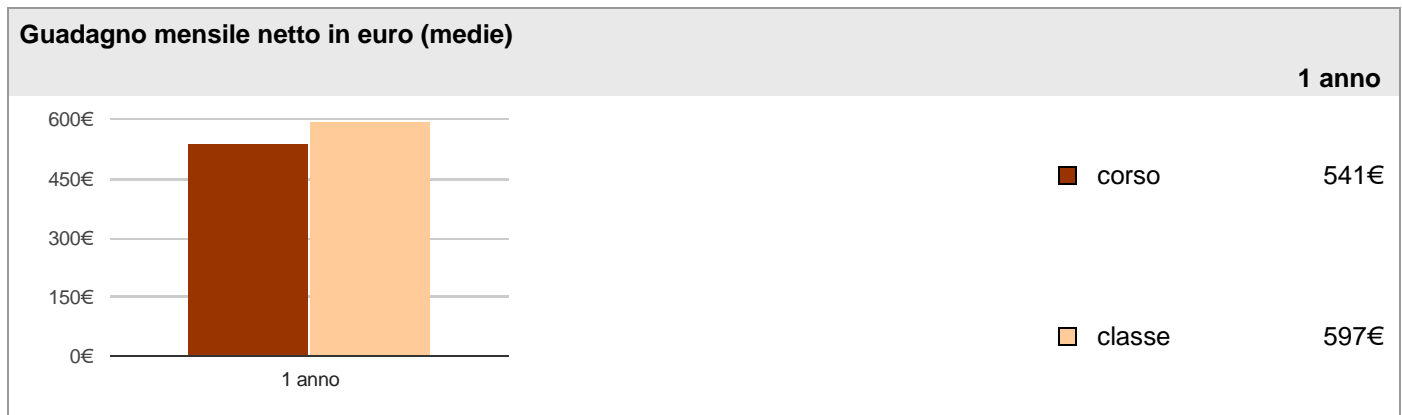 Guadagno mensile netto in euro (medie)
1 anno
600€
450€
300€
150€
0€
1 anno
corso 541€
classe 597€